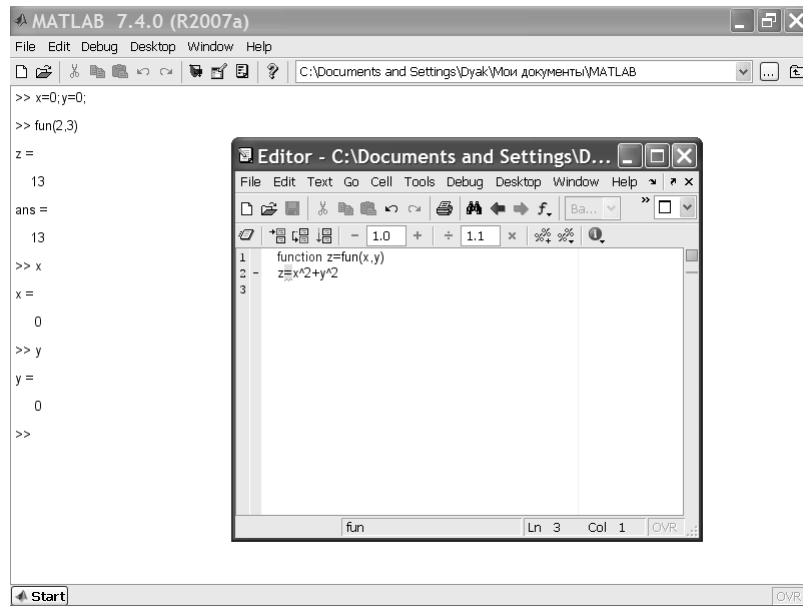 MATLAB 7.4.0 (R2007a)
File Edit Debug Desktop Window Help
C:\Documents and Settings\Dyak\Мои документы\MATLAB
>> x=0;y=0;
>> fun(2,3)
z =
13
ans =
13
>> x
x =
0
>> y
y =
0
>>
Editor - C:\Documents and Settings\D...
File Edit Text Go Cell Tools Debug Desktop Window Help
Ba...
1.0 1.1
1 function z=fun(x,y)
2 - z=x^2+y^2
3
fun Ln 3 Col 1 OVR
Start OVR